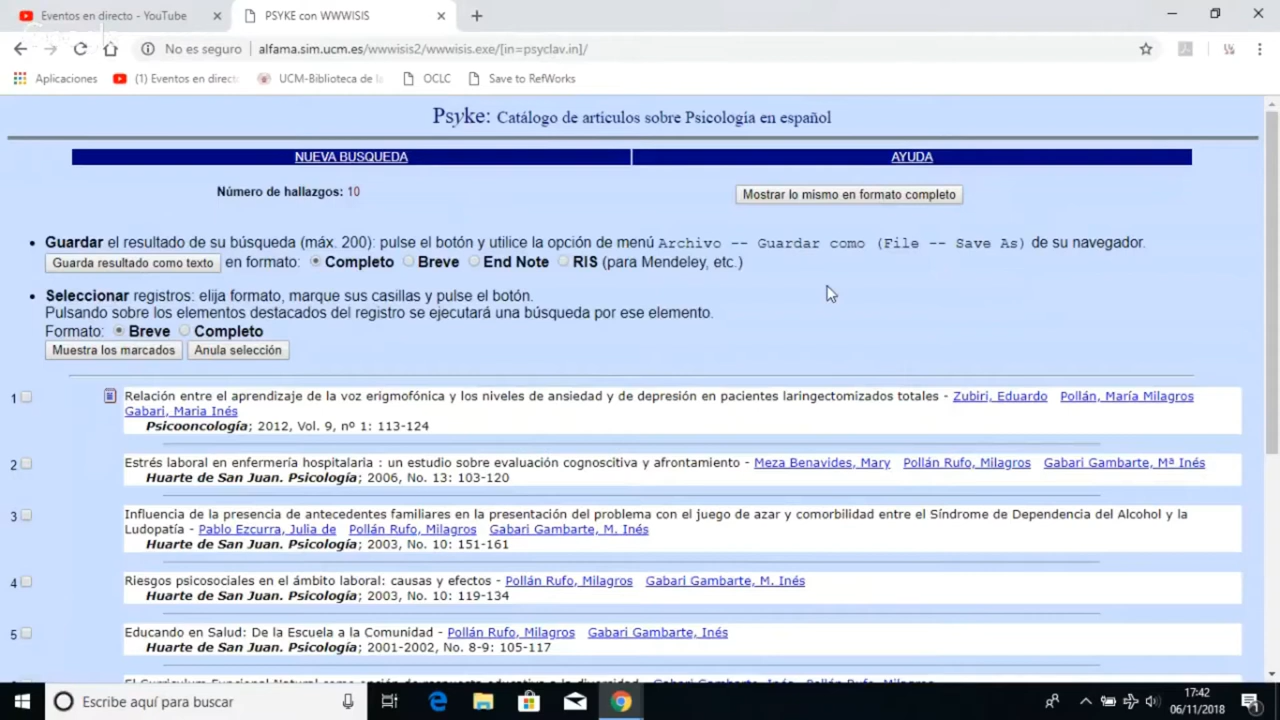 Eventos en directo - YouTube
PSYKE con WWWISIS
No es seguro | alfama.sim.ucm.es/wwwisis2/wwwisis.exe/[in=psyclav.in]/
Aplicaciones (1) Eventos en direct UCM-Biblioteca de la OCLC Save to RefWorks
Psyke: Catálogo de artículos sobre Psicología en español
NUEVA BUSQUEDA AYUDA
Número de hallazgos: 10 Mostrar lo mismo en formato completo
• Guardar el resultado de su búsqueda (máx. 200): pulse el botón y utilice la opción de menú Archivo -- Guardar como (File -- Save As) de su navegador.
Guarda resultado como texto en formato: Completo Breve End Note RIS (para Mendeley, etc.)
• Seleccionar registros: elija formato, marque sus casillas y pulse el botón.
Pulsando sobre los elementos destacados del registro se ejecutará una búsqueda por ese elemento.
Formato: Breve Completo
Muestra los marcados Anula selección
1 Relación entre el aprendizaje de la voz erigmofónica y los niveles de ansiedad y de depresión en pacientes laringectomizados totales - Zubiri, Eduardo Pollán, María Milagros
Gabari, Maria Inés
Psicooncología; 2012, Vol. 9, nº 1: 113-124
2 Estrés laboral en enfermería hospitalaria : un estudio sobre evaluación cognoscitiva y afrontamiento - Meza Benavides, Mary Pollán Rufo, Milagros Gabari Gambarte, Mª Inés
Huarte de San Juan. Psicología; 2006, No. 13: 103-120
3 Influencia de la presencia de antecedentes familiares en la presentación del problema con el juego de azar y comorbilidad entre el Síndrome de Dependencia del Alcohol y la
Ludopatía - Pablo Ezcurra, Julia de Pollán Rufo, Milagros Gabari Gambarte, M. Inés
Huarte de San Juan. Psicología; 2003, No. 10: 151-161
4 Riesgos psicosociales en el ámbito laboral: causas y efectos - Pollán Rufo, Milagros Gabari Gambarte, M. Inés
Huarte de San Juan. Psicología; 2003, No. 10: 119-134
5 Educando en Salud: De la Escuela a la Comunidad - Pollán Rufo, Milagros Gabari Gambarte, Inés
Huarte de San Juan. Psicología; 2001-2002, No. 8-9: 105-117
El Curriculum Funcional Natural como opción de respuesta educativa a la diversidad
Escribe aquí para buscar
17:42
06/11/2018
1